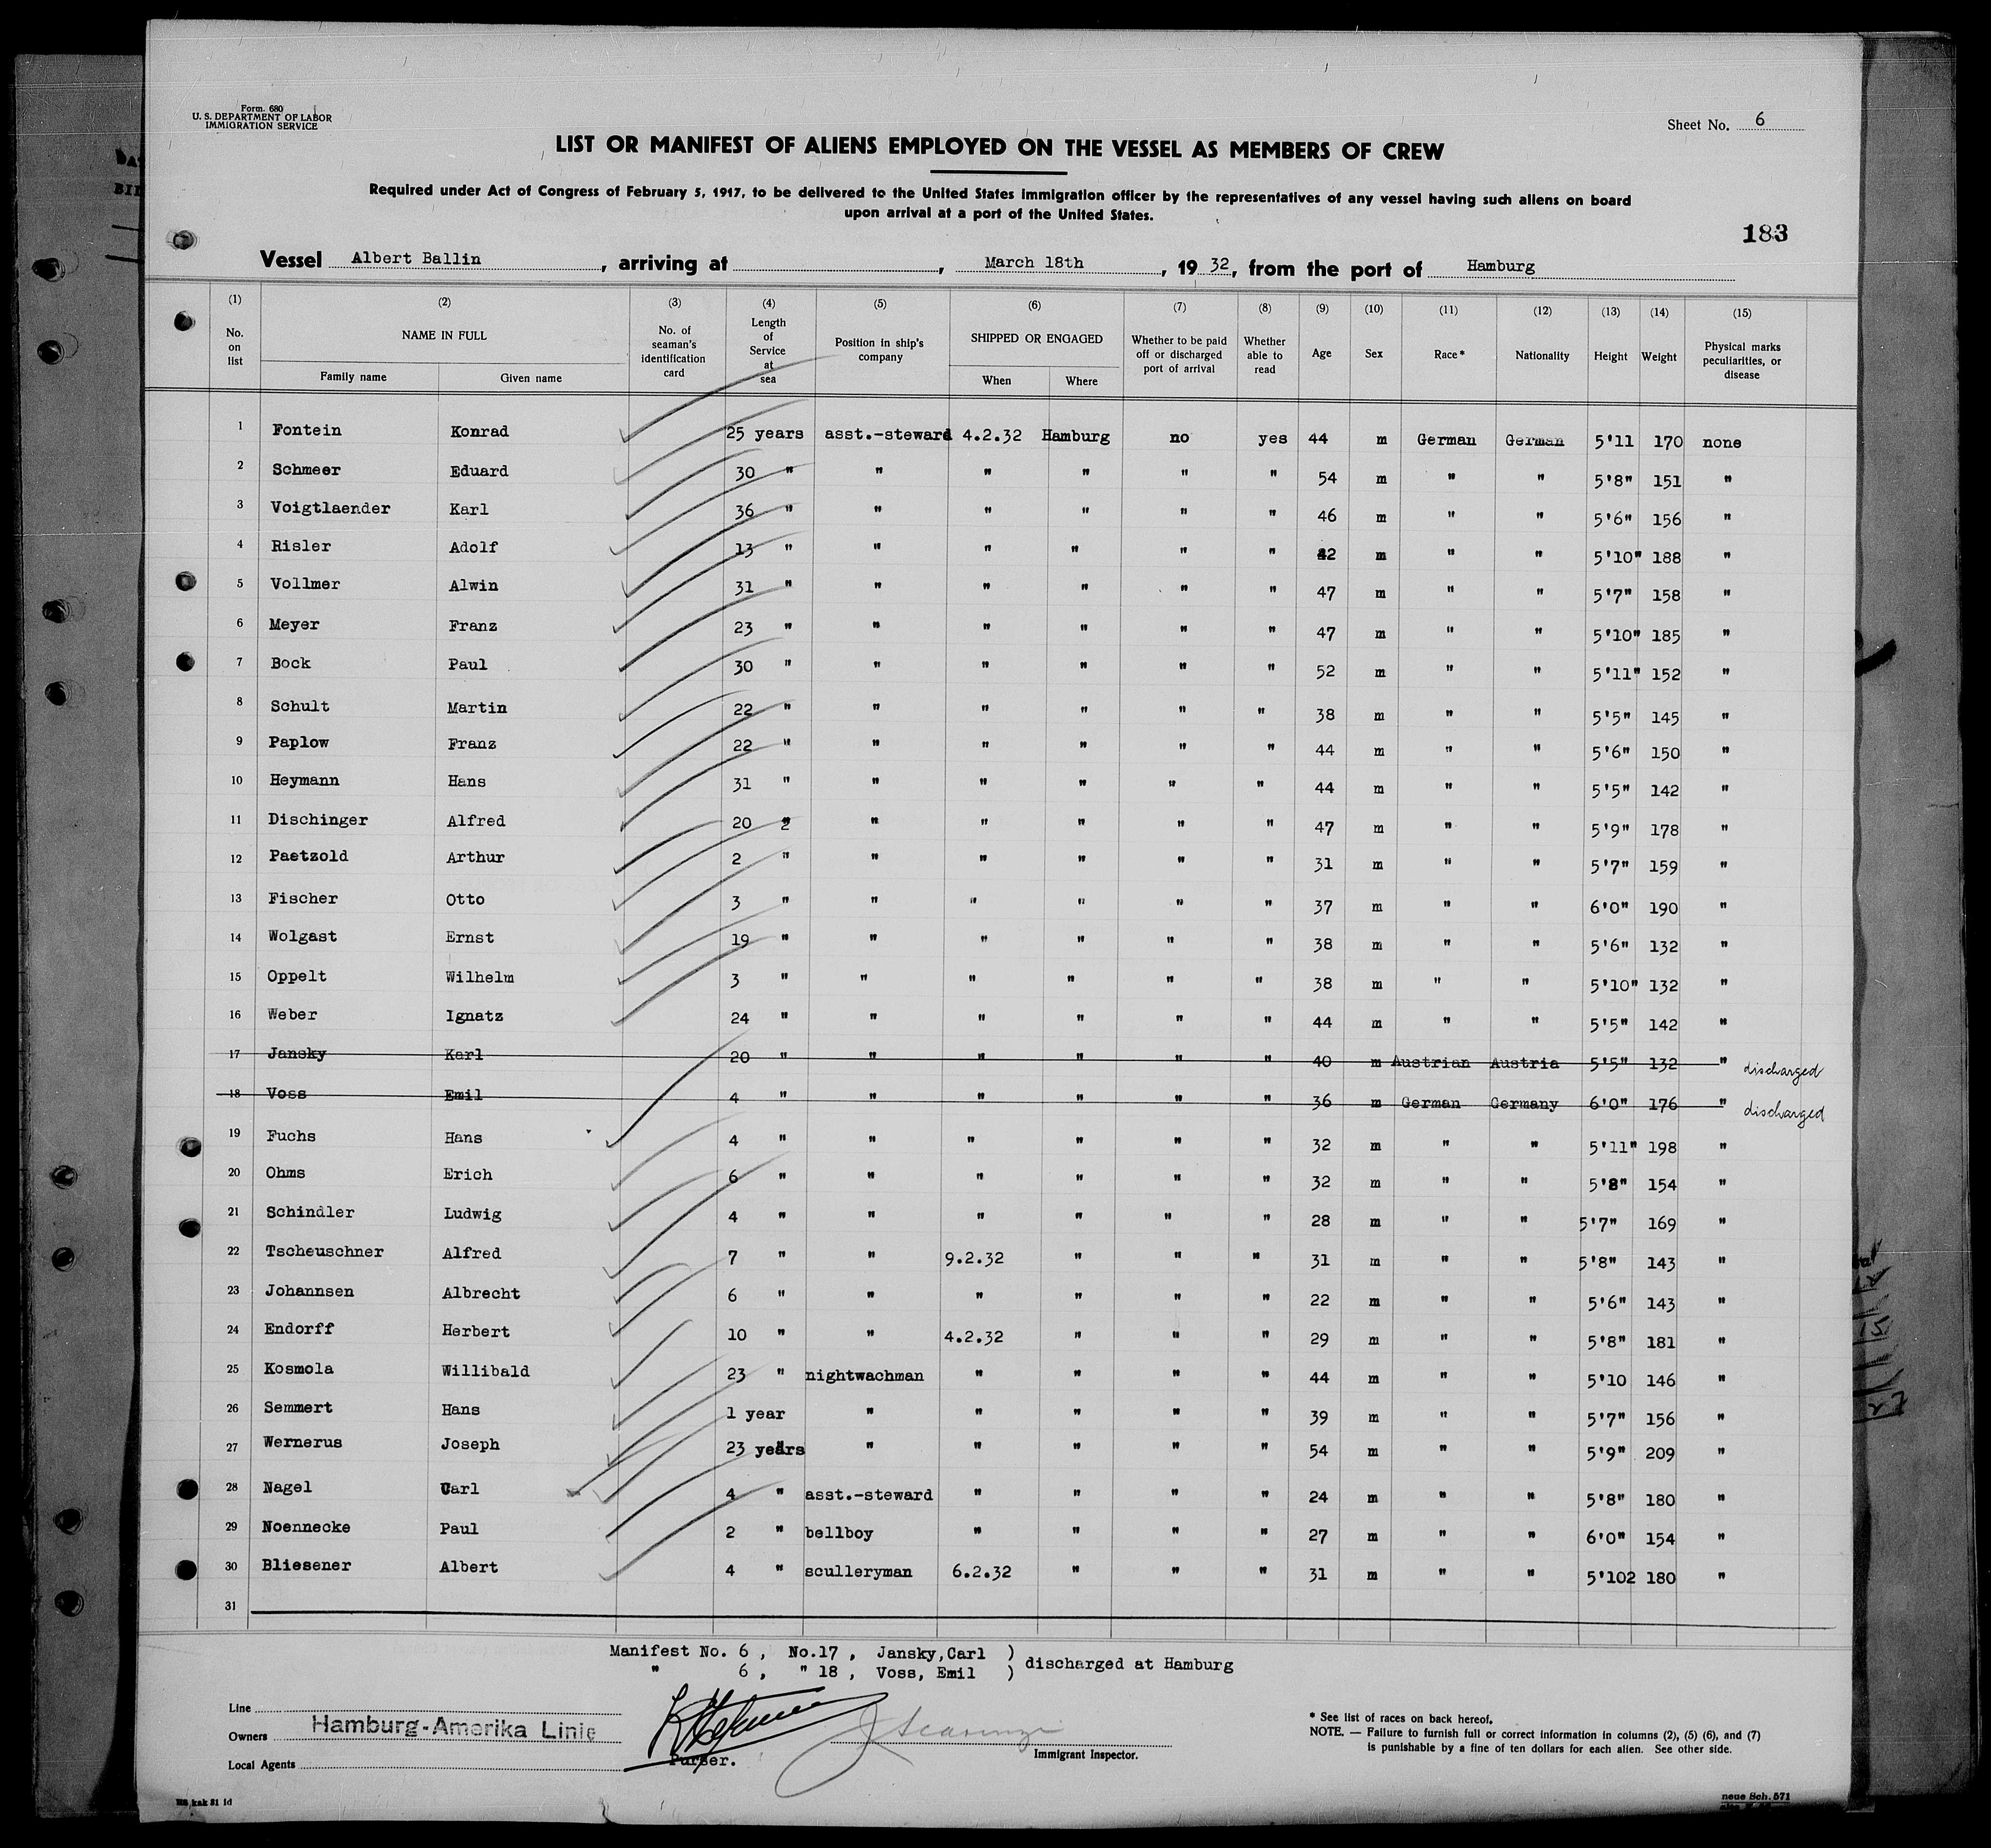 Form. 680
U. S. DEPARTMENT OF LABOR
IMMIGRATION SERVICE
Sheet No. 6
LIST OR MANIFEST OF ALIENS EMPLOYED ON THE VESSEL AS MEMBERS OF CREW
Required under Act of Congress of February 5, 1917, to be delivered to the United States immigration officer by the representatives of any vessel having such aliens on board
upon arrival at a port of the United States.
183
Vessel Albert Ballin , arriving at , March 18th , 19 32, from the port of Hamburg
(1) (2) (3) (4) (5) (6) (7) (8) (9) (10) (11) (12) (13) (14) (15)
No. on list NAME IN FULL Family name Given name No. of seaman's identification card Length of Service at sea Position in ship's company SHIPPED OR ENGAGED When Where Whether to be paid off or discharged port of arrival Whether able to read Age Sex Race* Nationality Height Weight Physical marks peculiarities, or disease
1 Fontein Konrad 25 years asst.-steward 4.2.32 Hamburg no yes 44 m German German 5'11 170 none
2 Schmeer Eduard 30 " " " " " " 54 m " " 5'8" 151 "
3 Voigtlaender Karl 36 " " " " " " 46 m " " 5'6" 156 "
4 Risler Adolf 13 " " " " " " 42 m " " 5'10" 188 "
5 Vollmer Alwin 31 " " " " " " 47 m " " 5'7" 158 "
6 Meyer Franz 23 " " " " " " 47 m " " 5'10" 185 "
7 Bock Paul 30 " " " " " " 52 m " " 5'11" 152 "
8 Schult Martin 22 " " " " " " 38 m " " 5'5" 145 "
9 Paplow Franz 22 " " " " " " 44 m " " 5'6" 150 "
10 Heymann Hans 31 " " " " " " 44 m " " 5'5" 142 "
11 Dischinger Alfred 20 " " " " " " 47 m " " 5'9" 178 "
12 Paetzold Arthur 2 " " " " " " 31 m " " 5'7" 159 "
13 Fischer Otto 3 " " " " " " 37 m " " 6'0" 190 "
14 Wolgast Ernst 19 " " " " " " 38 m " " 5'6" 132 "
15 Oppelt Wilhelm 3 " " " " " " 38 m " " 5'10" 132 "
16 Weber Ignatz 24 " " " " " " 44 m " " 5'5" 142 "
17 Jansky Karl 20 " " " " " " 40 m Austrian Austria 5'5" 132 " discharged
18 Voss Emil 4 " " " " " " 36 m German Germany 6'0" 176 " discharged
19 Fuchs Hans 4 " " " " " " 32 m " " 5'11" 198 "
20 Ohms Erich 6 " " " " " " 32 m " " 5'8" 154 "
21 Schindler Ludwig 4 " " " " " " 28 m " " 5'7" 169 "
22 Tscheuschner Alfred 7 " " 9.2.32 " " " 31 m " " 5'8" 143 "
23 Johannsen Albrecht 6 " " " " " " 22 m " " 5'6" 143 "
24 Endorff Herbert 10 " " 4.2.32 " " " 29 m " " 5'8" 181 "
25 Kosmola Willibald 23 " nightwachman " " " " 44 m " " 5'10 146 "
26 Semmert Hans 1 year " " " " " 39 m " " 5'7" 156 "
27 Wernerus Joseph 23 years " " " " " 54 m " " 5'9" 209 "
28 Nagel Carl 4 " asst.-steward " " " " 24 m " " 5'8" 180 "
29 Noennecke Paul 2 " bellboy " " " " 27 m " " 6'0" 154 "
30 Bliesener Albert 4 " sculleryman 6.2.32 " " " 31 m " " 5'102 180 "
31
Manifest No. 6 , No.17 , Jansky,Carl )
" 6 , " 18 , Voss, Emil ) discharged at Hamburg
Line
Owners Hamburg-Amerika Linie
Local Agents
Purser.
Immigrant Inspector.
* See list of races on back hereof.
NOTE. — Failure to furnish full or correct information in columns (2), (5) (6), and (7)
is punishable by a fine of ten dollars for each alien. See other side.
neue Sch. 571